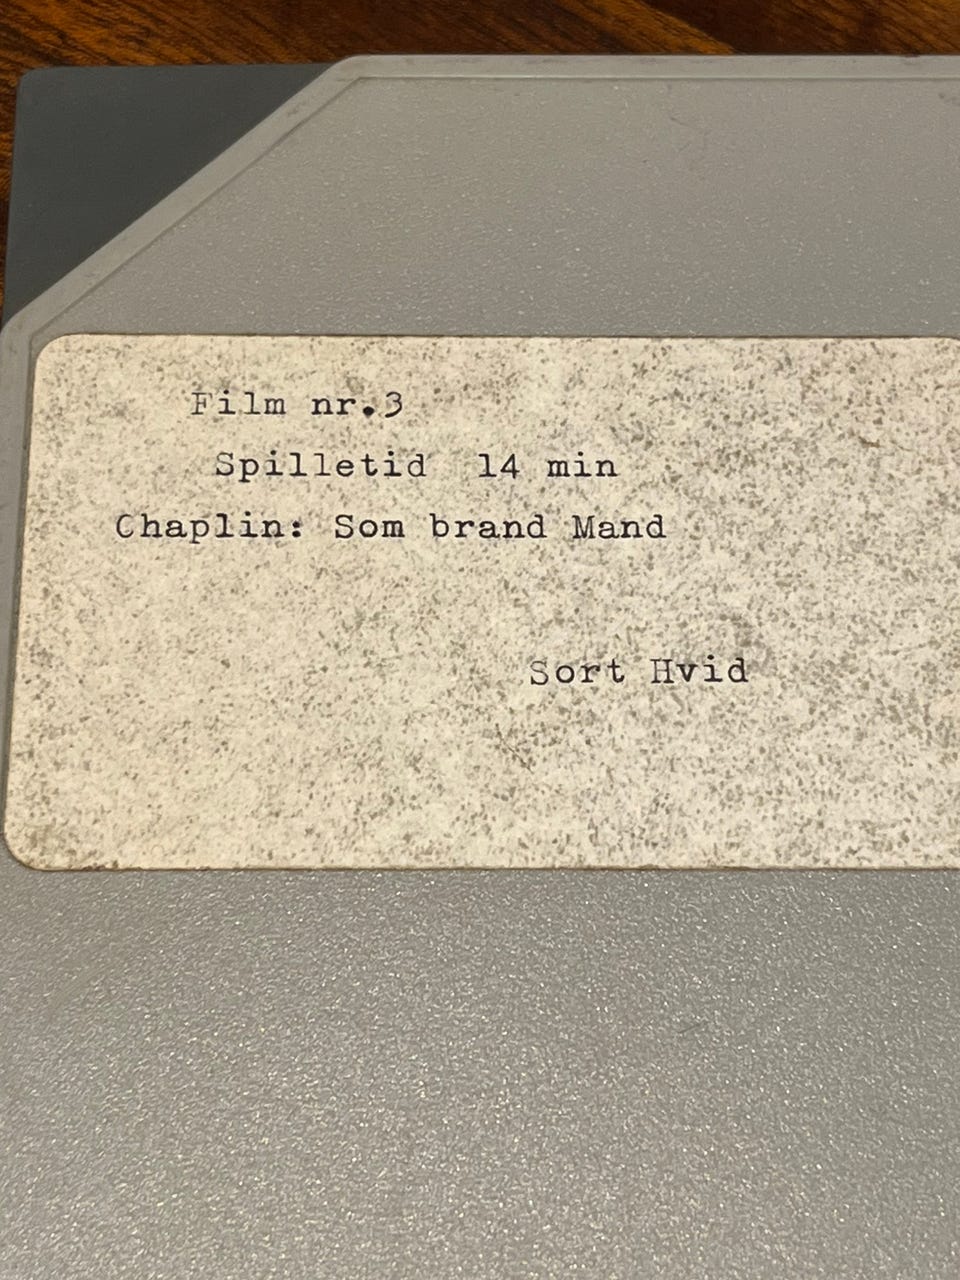 Film nr.3
Spilletid 14 min
Chaplin: Som brand Mand
Sort Hvid